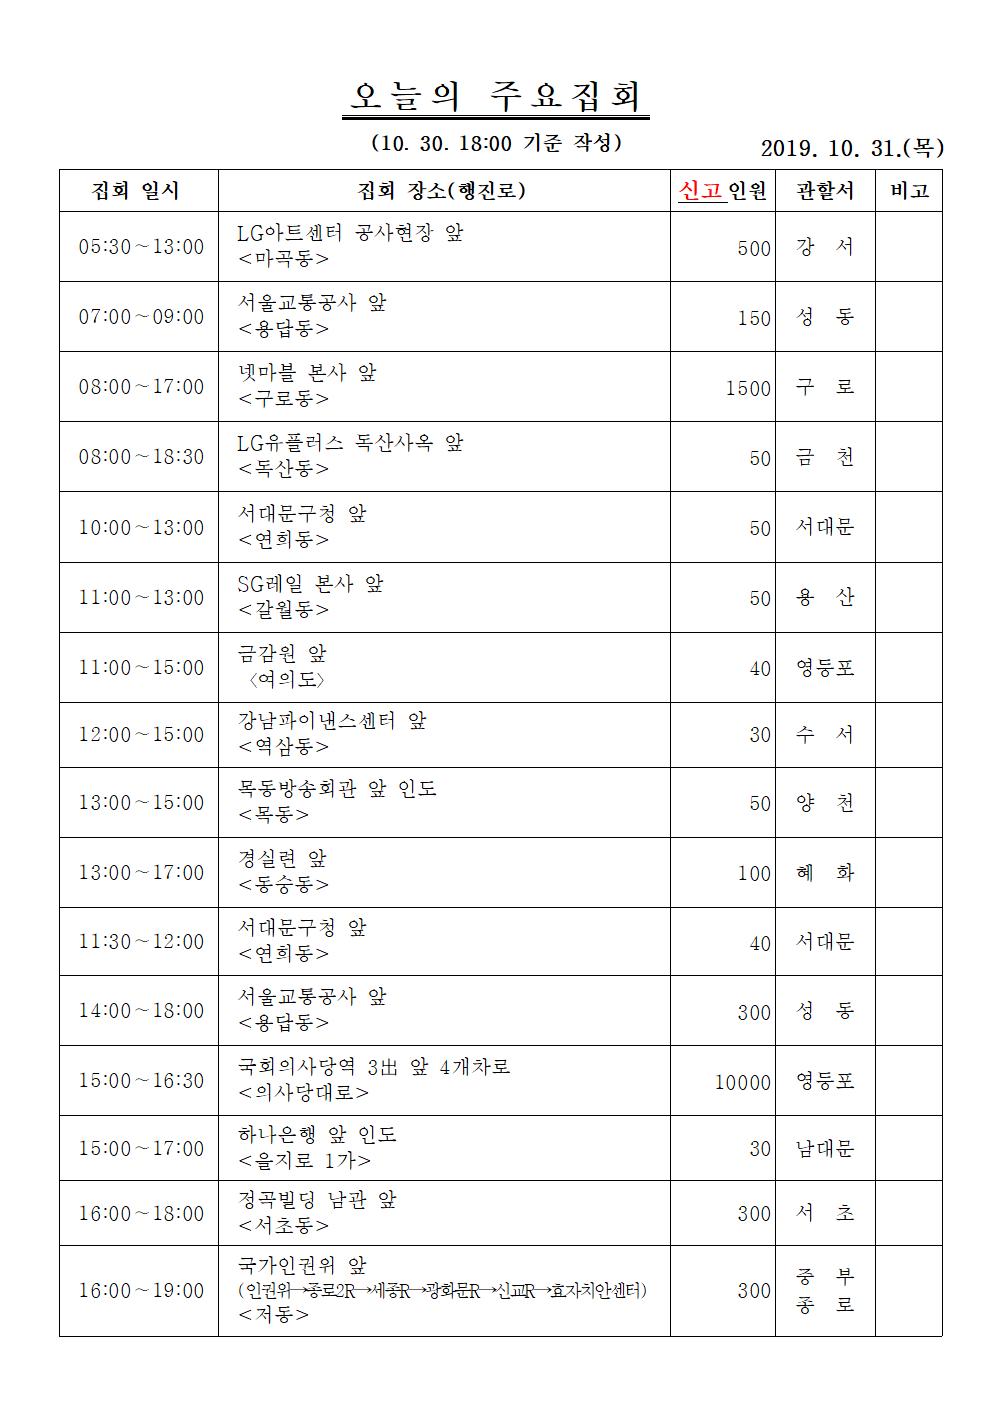 오늘의 주요집회
(10. 30. 18:00 기준 작성)
2019. 10. 31.(목)
집회 일시 집회 장소(행진로) 신고인원 관할서 비고
05:30~13:00 LG아트센터 공사현장 앞 500 강 서
<마곡동>
07:00~09:00 서울교통공사 앞 150 성 동
<용답동>
08:00~17:00 넷마블 본사 앞 1500 구 로
<구로동>
08:00~18:30 LG유플러스 독산사옥 앞 50 금 천
<독산동>
10:00~13:00 서대문구청 앞 50 서대문
<연희동>
11:00~13:00 SG레일 본사 앞 50 용 산
<갈월동>
11:00~15:00 금감원 앞 40 영등포
〈여의도〉
12:00~15:00 강남파이낸스센터 앞 30 수 서
<역삼동>
13:00~15:00 목동방송회관 앞 인도 50 양 천
<목동>
13:00~17:00 경실련 앞 100 혜 화
<동숭동>
11:30~12:00 서대문구청 앞 40 서대문
<연희동>
14:00~18:00 서울교통공사 앞 300 성 동
<용답동>
15:00~16:30 국회의사당역 3出 앞 4개차로 10000 영등포
<의사당대로>
15:00~17:00 하나은행 앞 인도 30 남대문
<을지로 1가>
16:00~18:00 정곡빌딩 남관 앞 300 서 초
<서초동>
16:00~19:00 국가인권위 앞 300 중 부
(인권위→종로2R→세종R→광화문R→신교R→효자치안센터) 종 로
<저동>